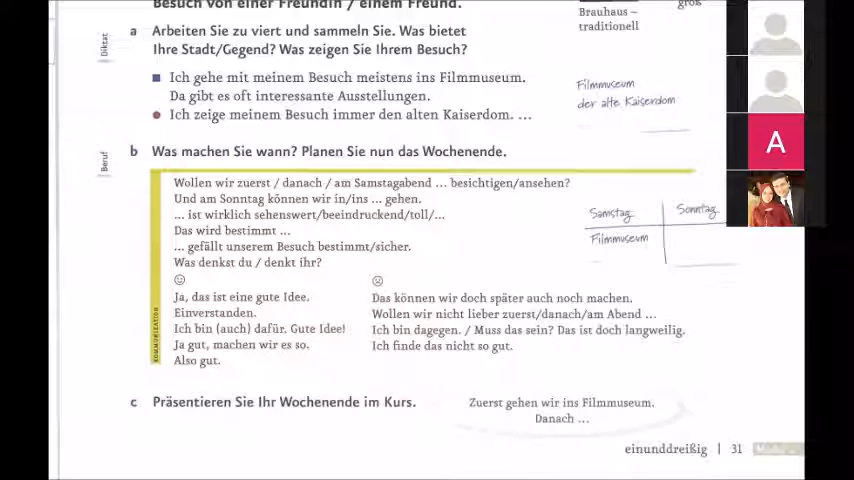 Besuch von einer Freundin / einem Freund.
a Arbeiten Sie zu viert und sammeln Sie. Was bietet
Ihre Stadt/Gegend? Was zeigen Sie Ihrem Besuch?
Diktat
Ich gehe mit meinem Besuch meistens ins Filmmuseum.
Da gibt es oft interessante Ausstellungen.
Ich zeige meinem Besuch immer den alten Kaiserdom. ...
Brauhaus –
traditionell
groß
Filmmuseum
der alte Kaiserdom
A
b Was machen Sie wann? Planen Sie nun das Wochenende.
Beruf
Wollen wir zuerst / danach / am Samstagabend ... besichtigen/ansehen?
Und am Sonntag können wir in/ins ... gehen.
... ist wirklich sehenswert/beeindruckend/toll/...
Das wird bestimmt ...
... gefällt unserem Besuch bestimmt/sicher.
Was denkst du / denkt ihr?
Ja, das ist eine gute Idee.
Einverstanden.
Ich bin (auch) dafür. Gute Idee!
Ja gut, machen wir es so.
Also gut.
Das können wir doch später auch noch machen.
Wollen wir nicht lieber zuerst/danach/am Abend ...
Ich bin dagegen. / Muss das sein? Das ist doch langweilig.
Ich finde das nicht so gut.
KOMMUNIKATION
Samstag Sonntag
Filmmuseum
c Präsentieren Sie Ihr Wochenende im Kurs.
Zuerst gehen wir ins Filmmuseum.
Danach ...
einunddreißig | 31